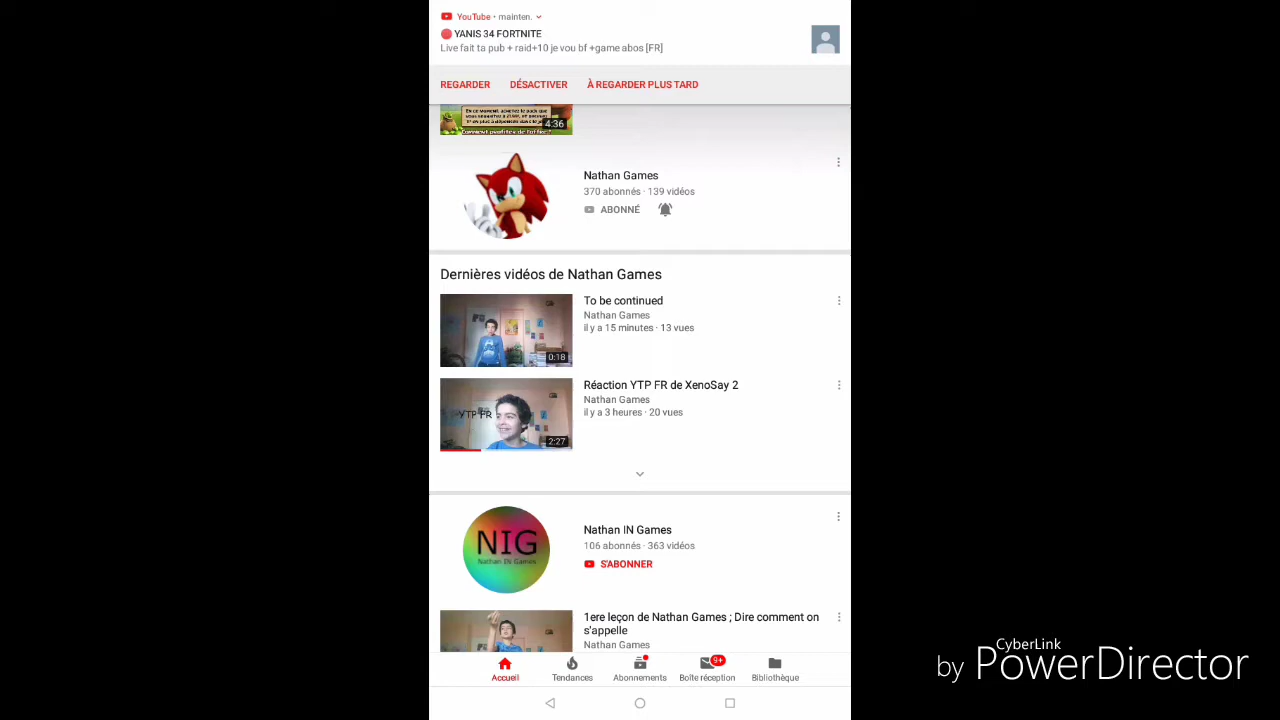 YouTube • mainten.
YANIS 34 FORTNITE
Live fait ta pub + raid+10 je vou bf +game abos [FR]
REGARDER DÉSACTIVER À REGARDER PLUS TARD
4:36
Nathan Games
370 abonnés · 139 vidéos
ABONNÉ
Dernières vidéos de Nathan Games
To be continued
Nathan Games
il y a 15 minutes · 13 vues
0:18
Réaction YTP FR de XenoSay 2
Nathan Games
il y a 3 heures · 20 vues
YTP FR
2:27
NIG
Nathan IN Games
Nathan IN Games
106 abonnés · 363 vidéos
S'ABONNER
1ere leçon de Nathan Games ; Dire comment on
s'appelle
Nathan Games
9+
Accueil Tendances Abonnements Boîte réception Bibliothèque
CyberLink
by PowerDirector